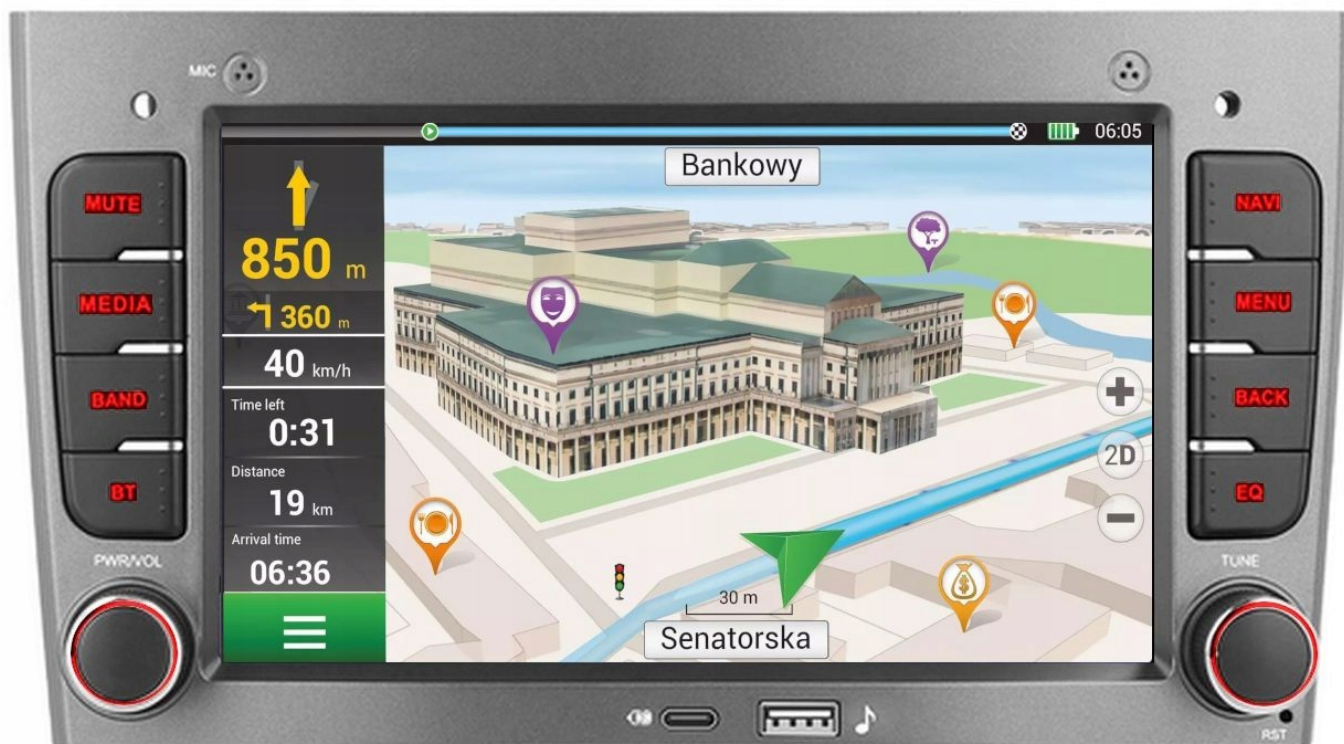 MIC
06:05
Bankowy
850 m
360 m
40 km/h
Time left
0:31
Distance
19 km
Arrival time
06:36
2D
30 m
Senatorska
MUTE
MEDIA
BAND
BT
PWR/VOL
NAVI
MENU
BACK
EQ
TUNE
RST